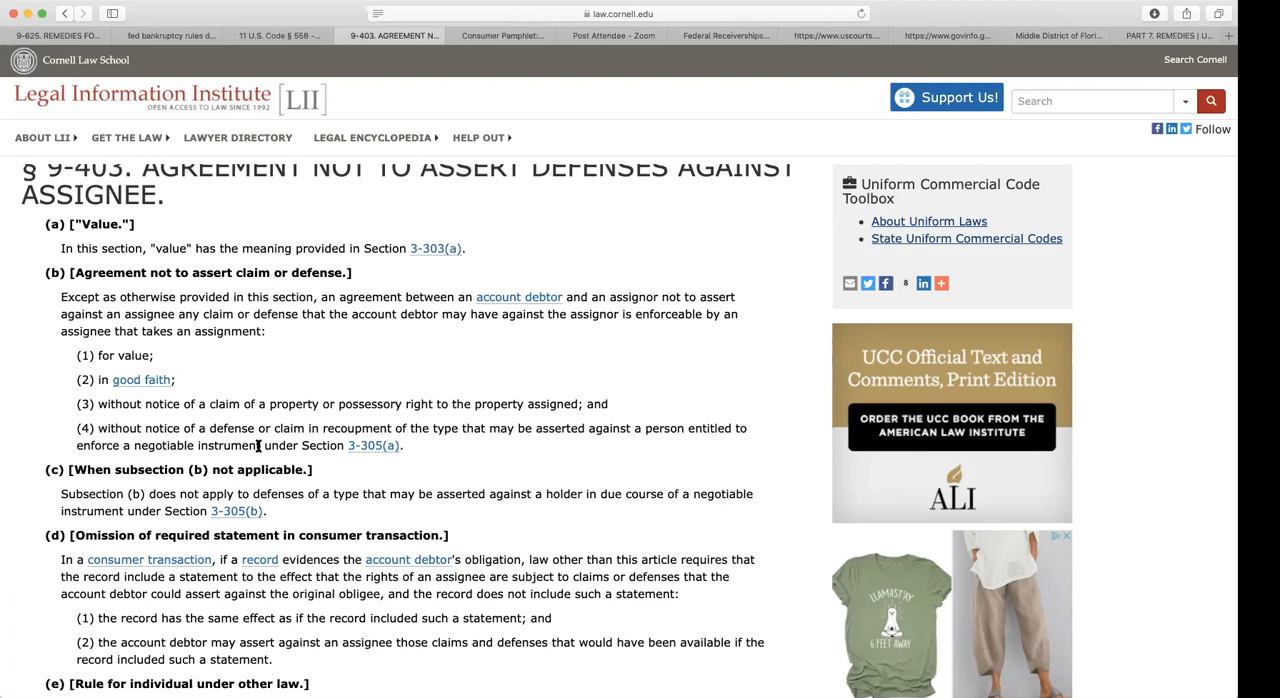 law.cornell.edu
9-625. REMEDIES FO...
fed bankruptcy rules d...
11 U.S. Code § 558 -...
9-403. AGREEMENT N...
Consumer Pamphlet:...
Post Attendee - Zoom
Federal Receiverships...
https://www.uscourts....
https://www.govinfo.g...
Middle District of Flori...
PART 7. REMEDIES | U...
Cornell Law School
Search Cornell
Legal Information Institute [LII]
OPEN ACCESS TO LAW SINCE 1992
Support Us!
Search
ABOUT LII
GET THE LAW
LAWYER DIRECTORY
LEGAL ENCYCLOPEDIA
HELP OUT
Follow
§ 9-403. AGREEMENT NOT TO ASSERT DEFENSES AGAINST
ASSIGNEE.
(a) ["Value."]
In this section, "value" has the meaning provided in Section 3-303(a).
(b) [Agreement not to assert claim or defense.]
Except as otherwise provided in this section, an agreement between an account debtor and an assignor not to assert
against an assignee any claim or defense that the account debtor may have against the assignor is enforceable by an
assignee that takes an assignment:
(1) for value;
(2) in good faith;
(3) without notice of a claim of a property or possessory right to the property assigned; and
(4) without notice of a defense or claim in recoupment of the type that may be asserted against a person entitled to
enforce a negotiable instrument under Section 3-305(a).
(c) [When subsection (b) not applicable.]
Subsection (b) does not apply to defenses of a type that may be asserted against a holder in due course of a negotiable
instrument under Section 3-305(b).
(d) [Omission of required statement in consumer transaction.]
In a consumer transaction, if a record evidences the account debtor's obligation, law other than this article requires that
the record include a statement to the effect that the rights of an assignee are subject to claims or defenses that the
account debtor could assert against the original obligee, and the record does not include such a statement:
(1) the record has the same effect as if the record included such a statement; and
(2) the account debtor may assert against an assignee those claims and defenses that would have been available if the
record included such a statement.
(e) [Rule for individual under other law.]
Uniform Commercial Code
Toolbox
About Uniform Laws
State Uniform Commercial Codes
8
UCC Official Text and
Comments, Print Edition
ORDER THE UCC BOOK FROM THE
AMERICAN LAW INSTITUTE
ALI
LLAMAST'AY
6 FEET AWAY